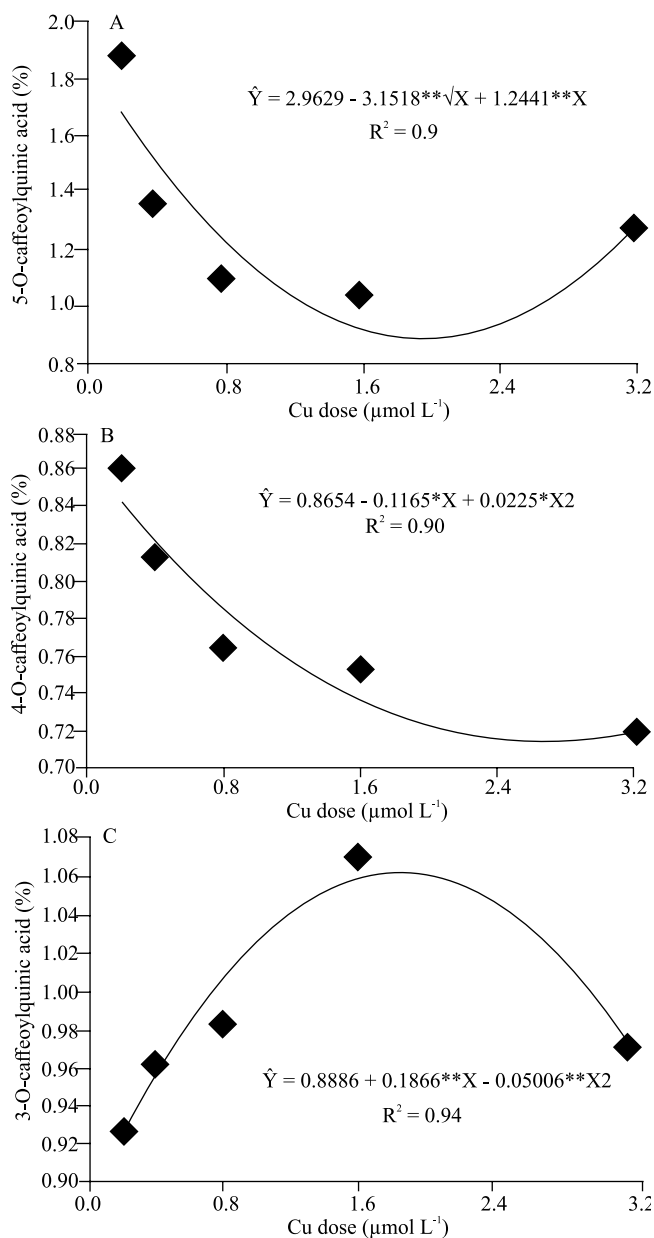 A
2.0
1.8
1.6
1.4
1.2
1.0
0.8
5-O-caffeoylquinic acid (%)
Ŷ = 2.9629 - 3.1518**√X + 1.2441**X
R² = 0.9
0.0 0.8 1.6 2.4 3.2
Cu dose (µmol L⁻¹)
B
0.88
0.86
0.84
0.82
0.80
0.78
0.76
0.74
0.72
0.70
4-O-caffeoylquinic acid (%)
Ŷ = 0.8654 - 0.1165*X + 0.0225*X2
R² = 0.90
0.0 0.8 1.6 2.4 3.2
Cu dose (µmol L⁻¹)
C
1.08
1.06
1.04
1.02
1.00
0.98
0.96
0.94
0.92
0.90
3-O-caffeoylquinic acid (%)
Ŷ = 0.8886 + 0.1866**X - 0.05006**X2
R² = 0.94
0.0 0.8 1.6 2.4 3.2
Cu dose (µmol L⁻¹)